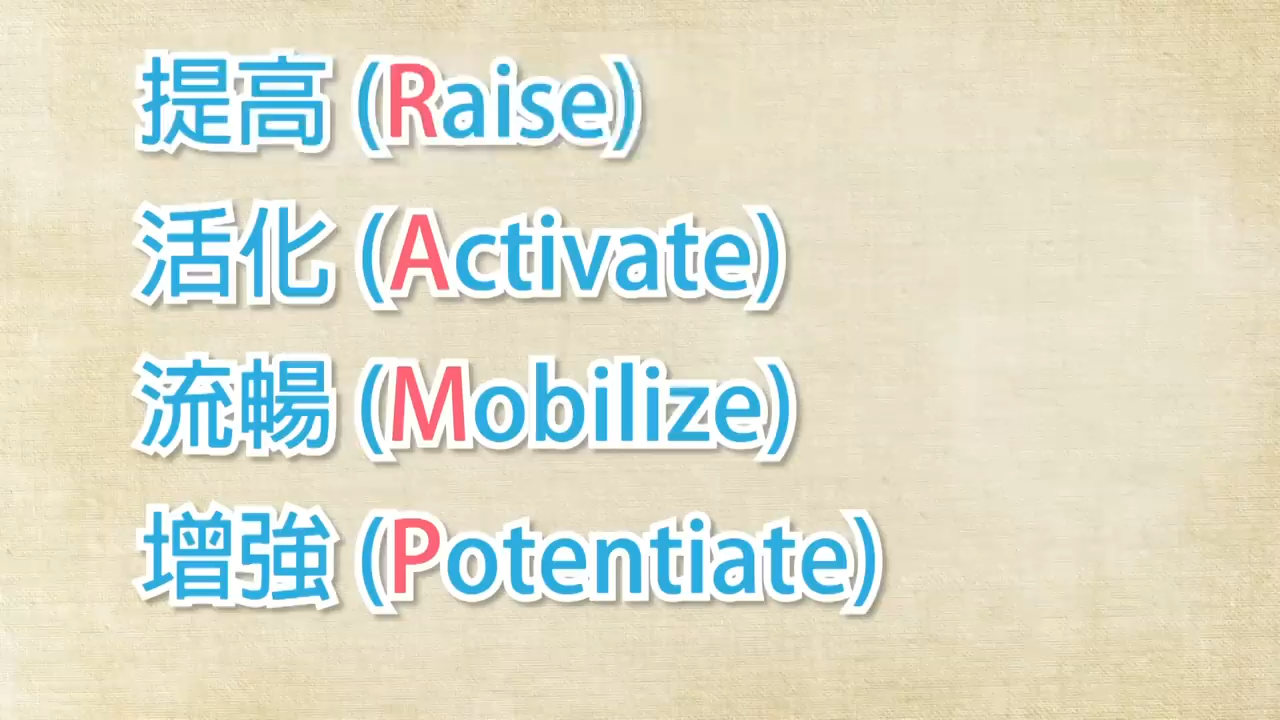 提高 (Raise)
活化 (Activate)
流暢 (Mobilize)
增強 (Potentiate)